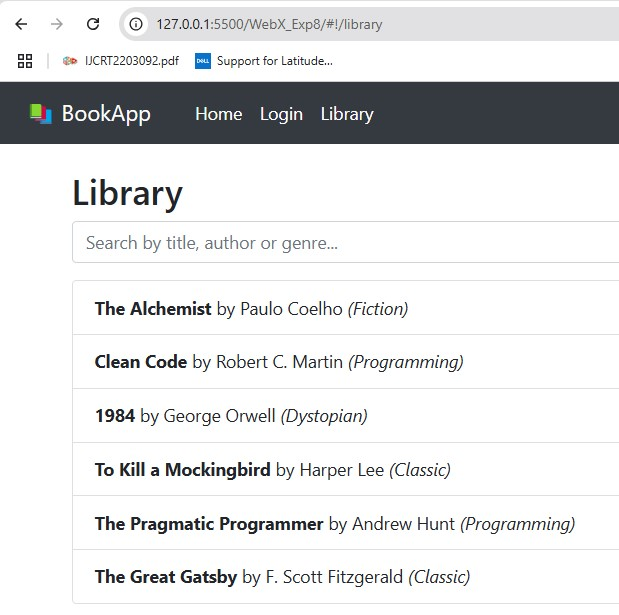 127.0.0.1:5500/WebX_Exp8/#!/library
IJCRT2203092.pdf DELL Support for Latitude...
BookApp Home Login Library
Library
Search by title, author or genre...
The Alchemist by Paulo Coelho (Fiction)
Clean Code by Robert C. Martin (Programming)
1984 by George Orwell (Dystopian)
To Kill a Mockingbird by Harper Lee (Classic)
The Pragmatic Programmer by Andrew Hunt (Programming)
The Great Gatsby by F. Scott Fitzgerald (Classic)